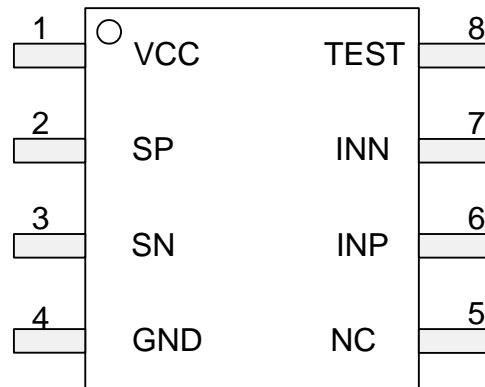 1 VCC TEST 8
2 SP INN 7
3 SN INP 6
4 GND NC 5